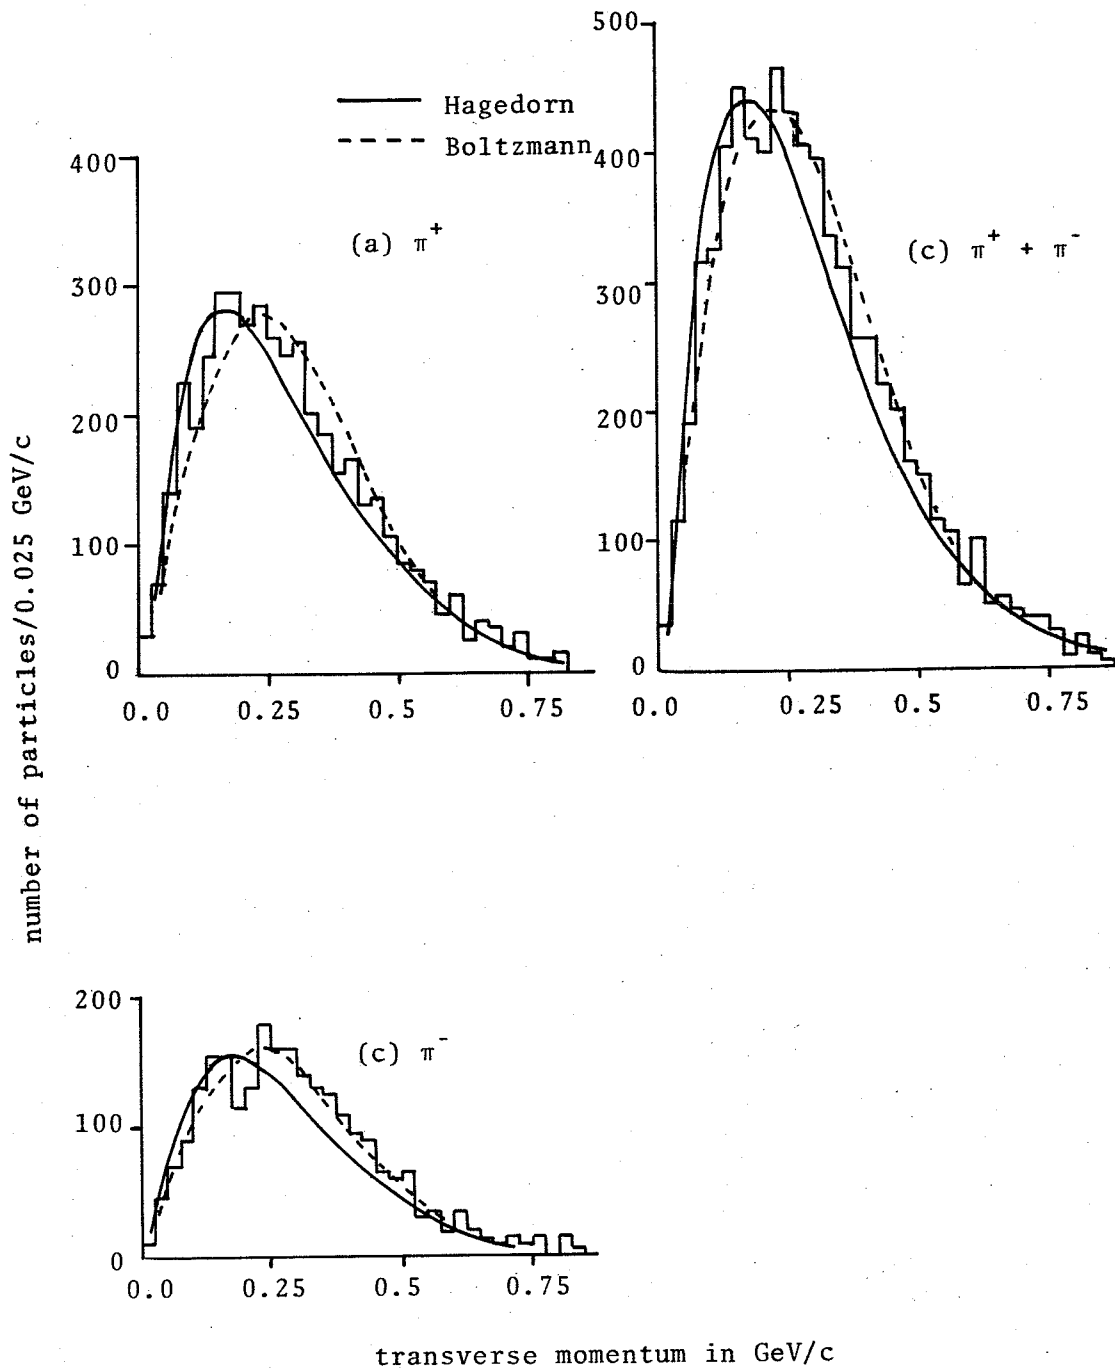 Hagedorn
Boltzmann
400
300
200
100
0
(a) π⁺
0.0 0.25 0.5 0.75
500
400
300
200
100
0
(c) π⁺ + π⁻
0.0 0.25 0.5 0.75
number of particles/0.025 GeV/c
200
100
0
(c) π⁻
0.0 0.25 0.5 0.75
transverse momentum in GeV/c